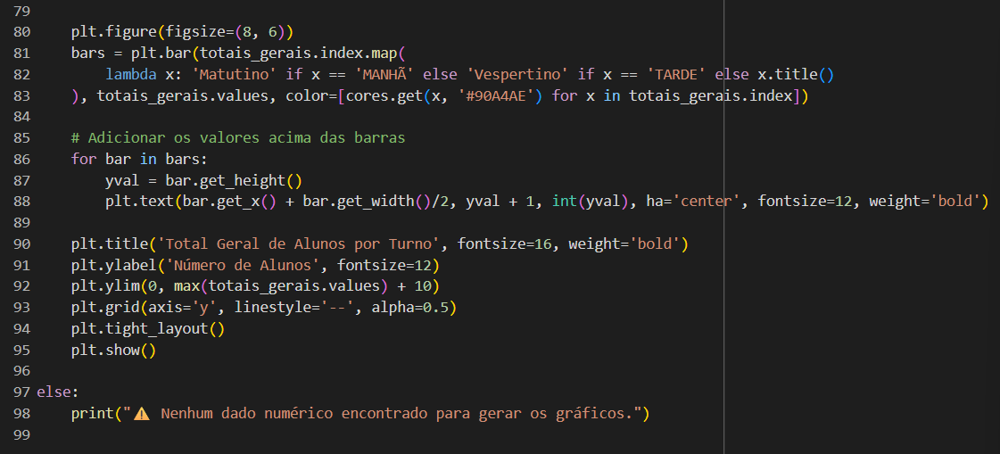 79
80     plt.figure(figsize=(8, 6))
81     bars = plt.bar(totais_gerais.index.map(
82         lambda x: 'Matutino' if x == 'MANHÃ' else 'Vespertino' if x == 'TARDE' else x.title()
83     ), totais_gerais.values, color=[cores.get(x, '#90A4AE') for x in totais_gerais.index])
84
85     # Adicionar os valores acima das barras
86     for bar in bars:
87         yval = bar.get_height()
88         plt.text(bar.get_x() + bar.get_width()/2, yval + 1, int(yval), ha='center', fontsize=12, weight='bold')
89
90     plt.title('Total Geral de Alunos por Turno', fontsize=16, weight='bold')
91     plt.ylabel('Número de Alunos', fontsize=12)
92     plt.ylim(0, max(totais_gerais.values) + 10)
93     plt.grid(axis='y', linestyle='--', alpha=0.5)
94     plt.tight_layout()
95     plt.show()
96
97 else:
98     print("⚠️ Nenhum dado numérico encontrado para gerar os gráficos.")
99